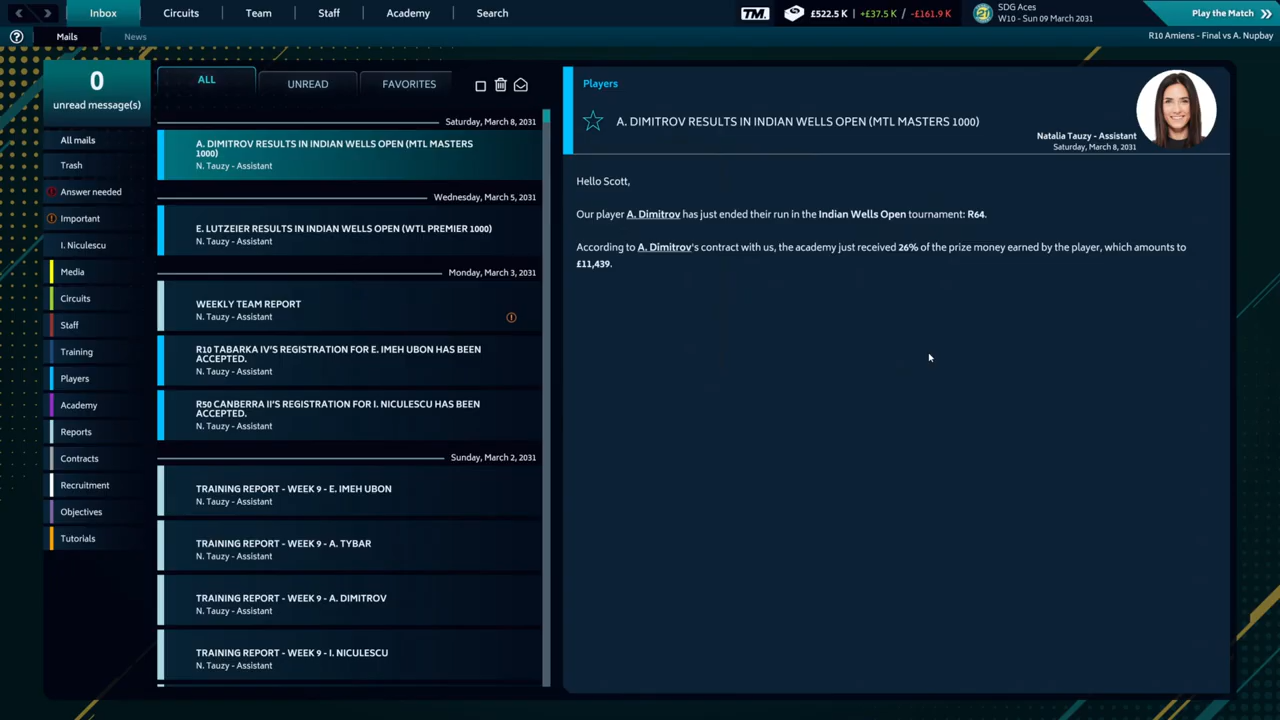 Inbox
Circuits
Team
Staff
Academy
Search
TM.
£522.5 K | +£37.5 K / -£161.9K
21
SDG Aces
W10 - Sun 09 March 2031
Play the Match
?
Mails
News
R10 Amiens - Final vs A. Nupbay
0
unread message(s)
All mails
Trash
Answer needed
Important
I. Niculescu
Media
Circuits
Staff
Training
Players
Academy
Reports
Contracts
Recruitment
Objectives
Tutorials
ALL
UNREAD
FAVORITES
Saturday, March 8, 2031
A. DIMITROV RESULTS IN INDIAN WELLS OPEN (MTL MASTERS
1000)
N. Tauzy - Assistant
Wednesday, March 5, 2031
E. LUTZEIER RESULTS IN INDIAN WELLS OPEN (WTL PREMIER 1000)
N. Tauzy - Assistant
Monday, March 3, 2031
WEEKLY TEAM REPORT
N. Tauzy - Assistant
R10 TABARKA IV'S REGISTRATION FOR E. IMEH UBON HAS BEEN
ACCEPTED.
N. Tauzy - Assistant
R50 CANBERRA II'S REGISTRATION FOR I. NICULESCU HAS BEEN
ACCEPTED.
N. Tauzy - Assistant
Sunday, March 2, 2031
TRAINING REPORT - WEEK 9 - E. IMEH UBON
N. Tauzy - Assistant
TRAINING REPORT - WEEK 9 - A. TYBAR
N. Tauzy - Assistant
TRAINING REPORT - WEEK 9 - A. DIMITROV
N. Tauzy - Assistant
TRAINING REPORT - WEEK 9 - I. NICULESCU
N. Tauzy - Assistant
Players
A. DIMITROV RESULTS IN INDIAN WELLS OPEN (MTL MASTERS 1000)
Natalia Tauzy - Assistant
Saturday, March 8, 2031
Hello Scott,
Our player A. Dimitrov has just ended their run in the Indian Wells Open tournament: R64.
According to A. Dimitrov's contract with us, the academy just received 26% of the prize money earned by the player, which amounts to
£11,439.